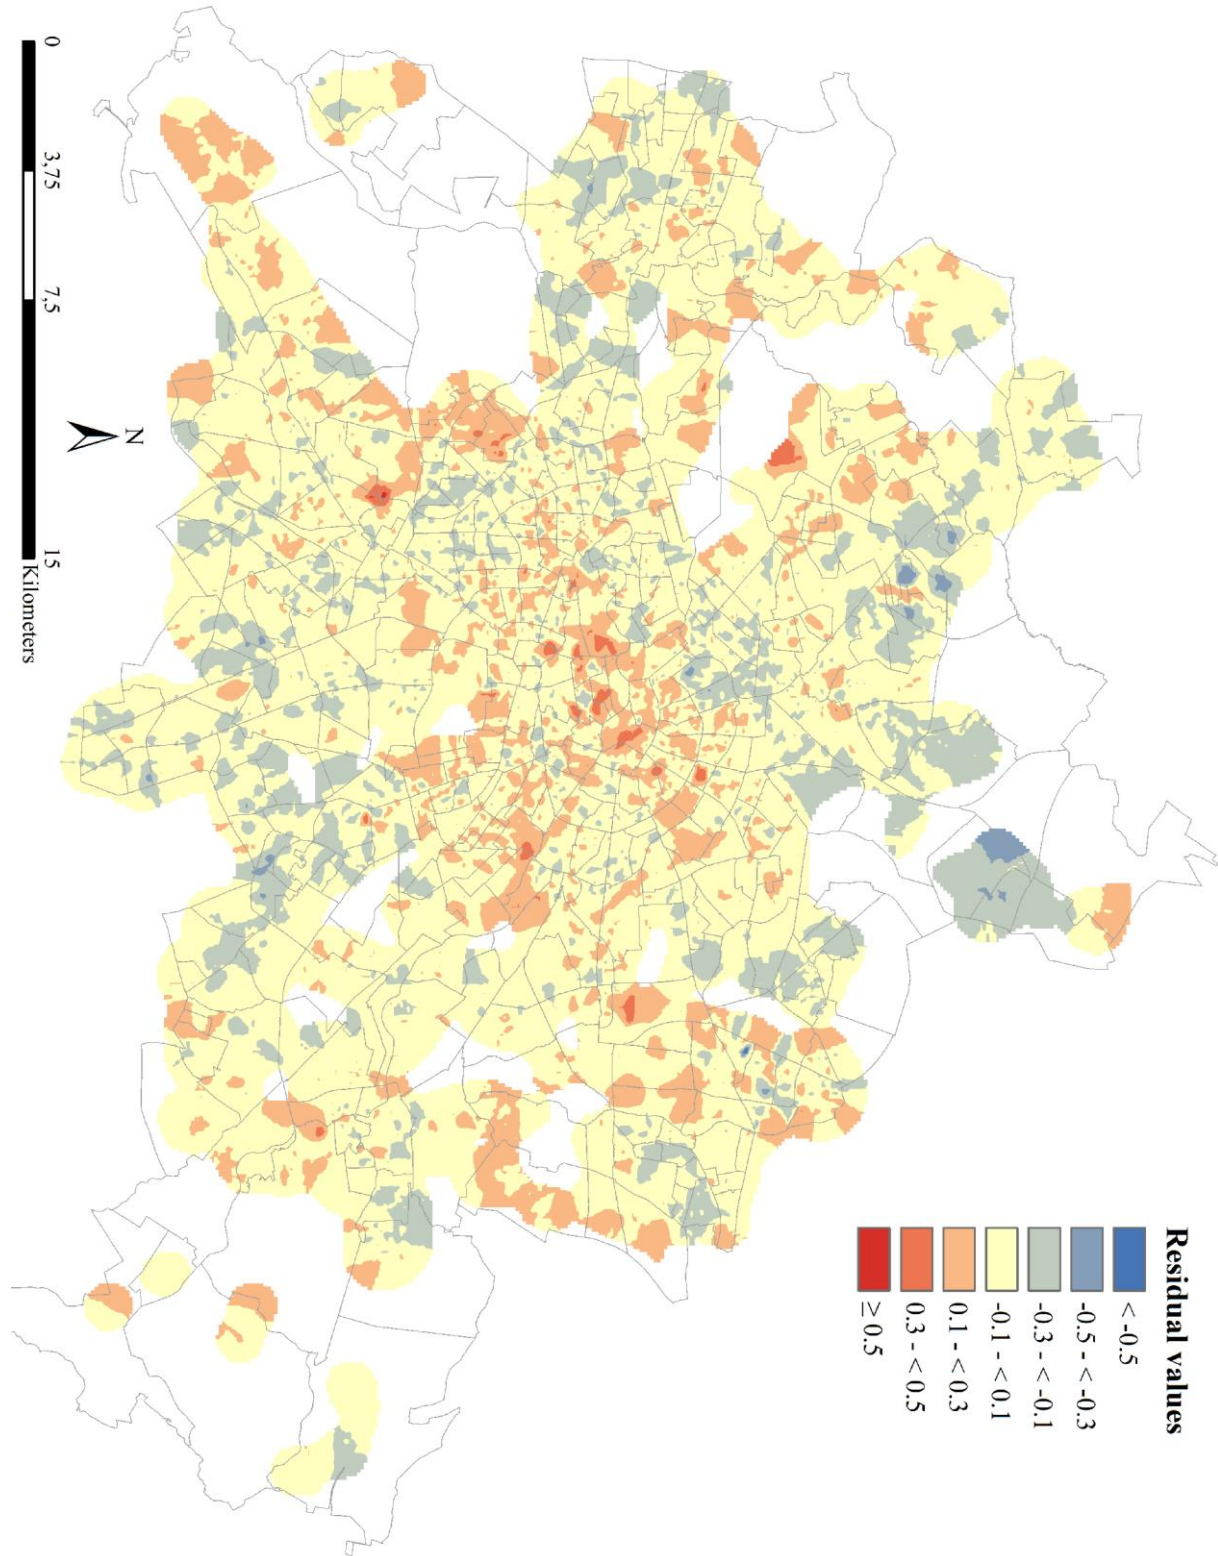 Residual values
< -0.5
-0.5 - < -0.3
-0.3 - < -0.1
-0.1 - < 0.1
0.1 - < 0.3
0.3 - < 0.5
≥ 0.5
N
0 3,75 7,5 15
Kilometers